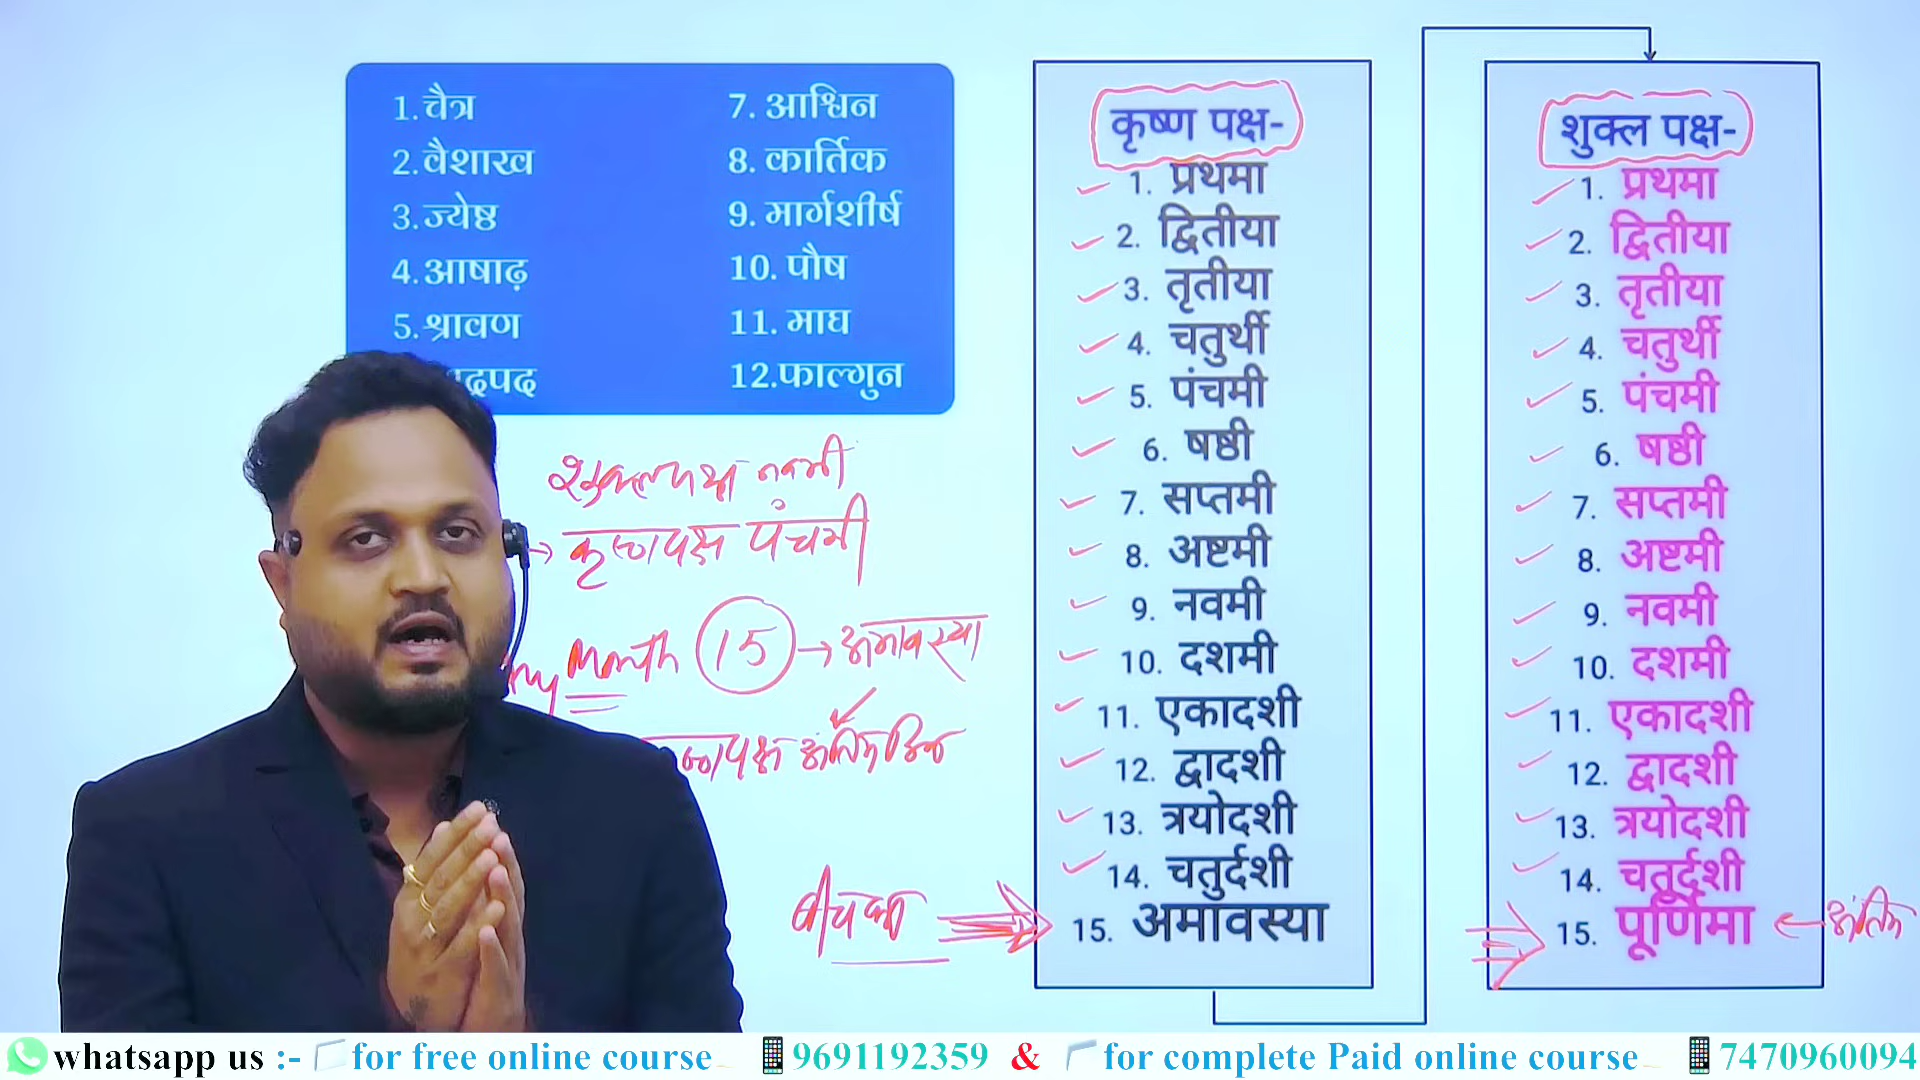 1. चैत्र
2. वैशाख
3. ज्येष्ठ
4. आषाढ़
5. श्रावण
द्रपद
7. आश्विन
8. कार्तिक
9. मार्गशीर्ष
10. पौष
11. माघ
12. फाल्गुन
शुक्लपक्ष नवमी
→ कृष्णपक्ष पंचमी
Month 15 → अमावस्या
बीच का
कृष्ण पक्ष-
1. प्रथमा
2. द्वितीया
3. तृतीया
4. चतुर्थी
5. पंचमी
6. षष्ठी
7. सप्तमी
8. अष्टमी
9. नवमी
10. दशमी
11. एकादशी
12. द्वादशी
13. त्रयोदशी
14. चतुर्दशी
15. अमावस्या
शुक्ल पक्ष-
1. प्रथमा
2. द्वितीया
3. तृतीया
4. चतुर्थी
5. पंचमी
6. षष्ठी
7. सप्तमी
8. अष्टमी
9. नवमी
10. दशमी
11. एकादशी
12. द्वादशी
13. त्रयोदशी
14. चतुर्दशी
15. पूर्णिमा ← अंतिम
whatsapp us :- for free online course 9691192359 & for complete Paid online course 7470960094